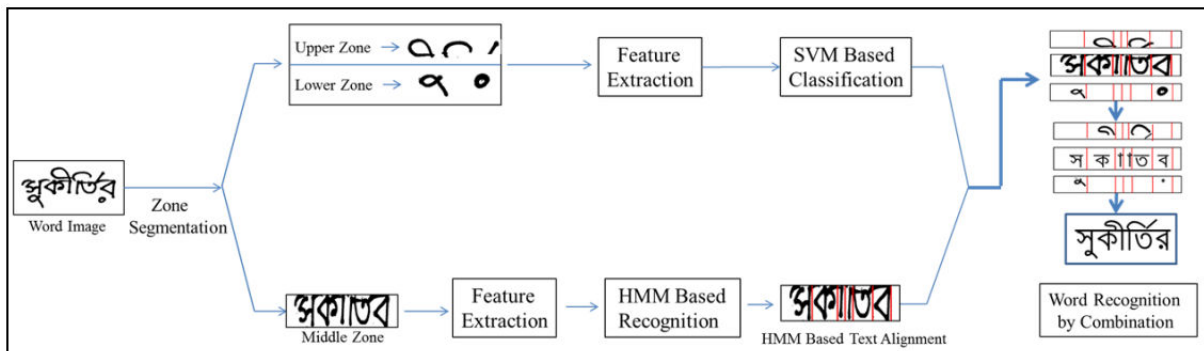 Upper Zone
Lower Zone
Feature
Extraction
SVM Based
Classification
সুকীর্তির
Word Image
Zone
Segmentation
Middle Zone
Feature
Extraction
HMM Based
Recognition
HMM Based Text Alignment
সুকীর্তির
Word Recognition
by Combination